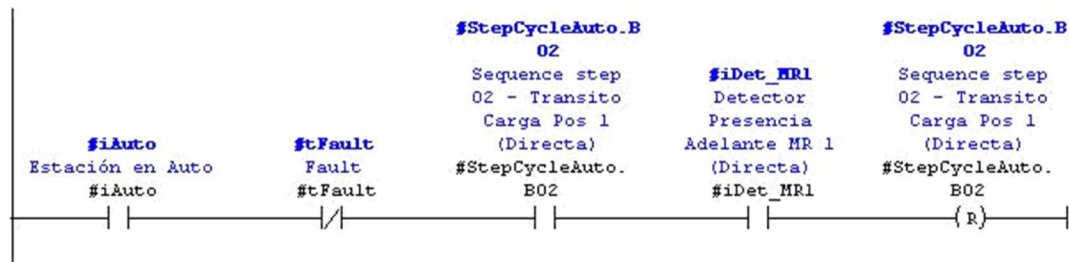 #iAuto
Estación en Auto
#iAuto
#tFault
Fault
#tFault
#StepCycleAuto.B
02
Sequence step
02 - Transito
Carga Pos 1
(Directa)
#StepCycleAuto.
B02
#iDet_MR1
Detector
Presencia
Adelante MR 1
(Directa)
#iDet_MR1
#StepCycleAuto.B
02
Sequence step
02 - Transito
Carga Pos 1
(Directa)
#StepCycleAuto.
B02
R